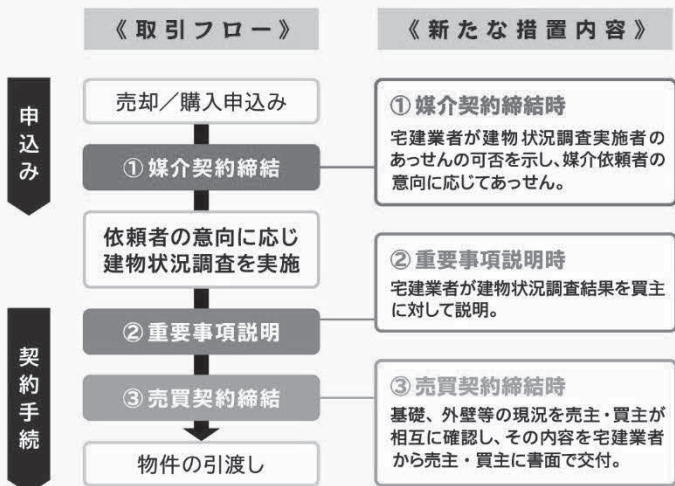 《取引フロー》
《新たな措置内容》
申込み
売却／購入申込み
①媒介契約締結
依頼者の意向に応じ
建物状況調査を実施
契約手続
②重要事項説明
③売買契約締結
物件の引渡し
①媒介契約締結時
宅建業者が建物状況調査実施者の
あっせんの可否を示し、媒介依頼者の
意向に応じてあっせん。
②重要事項説明時
宅建業者が建物状況調査結果を買主
に対して説明。
③売買契約締結時
基礎、外壁等の現況を売主・買主が
相互に確認し、その内容を宅建業者
から売主・買主に書面で交付。